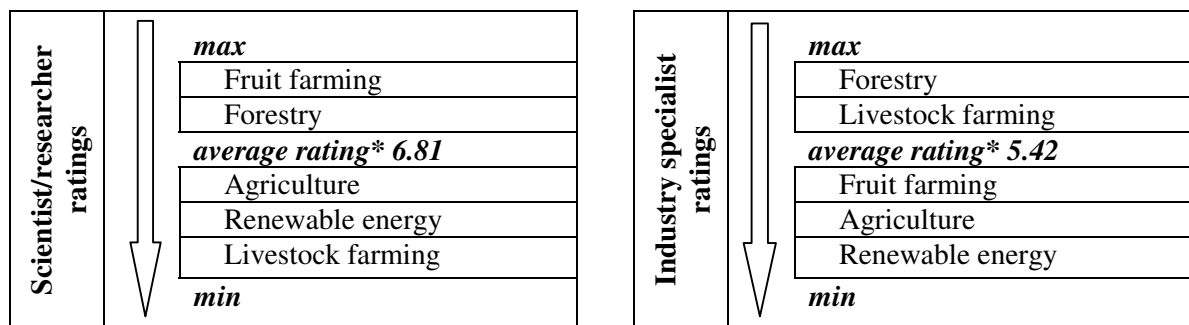 Scientist/researcher
ratings
max
Fruit farming
Forestry
average rating* 6.81
Agriculture
Renewable energy
Livestock farming
min
Industry specialist
ratings
max
Forestry
Livestock farming
average rating* 5.42
Fruit farming
Agriculture
Renewable energy
min